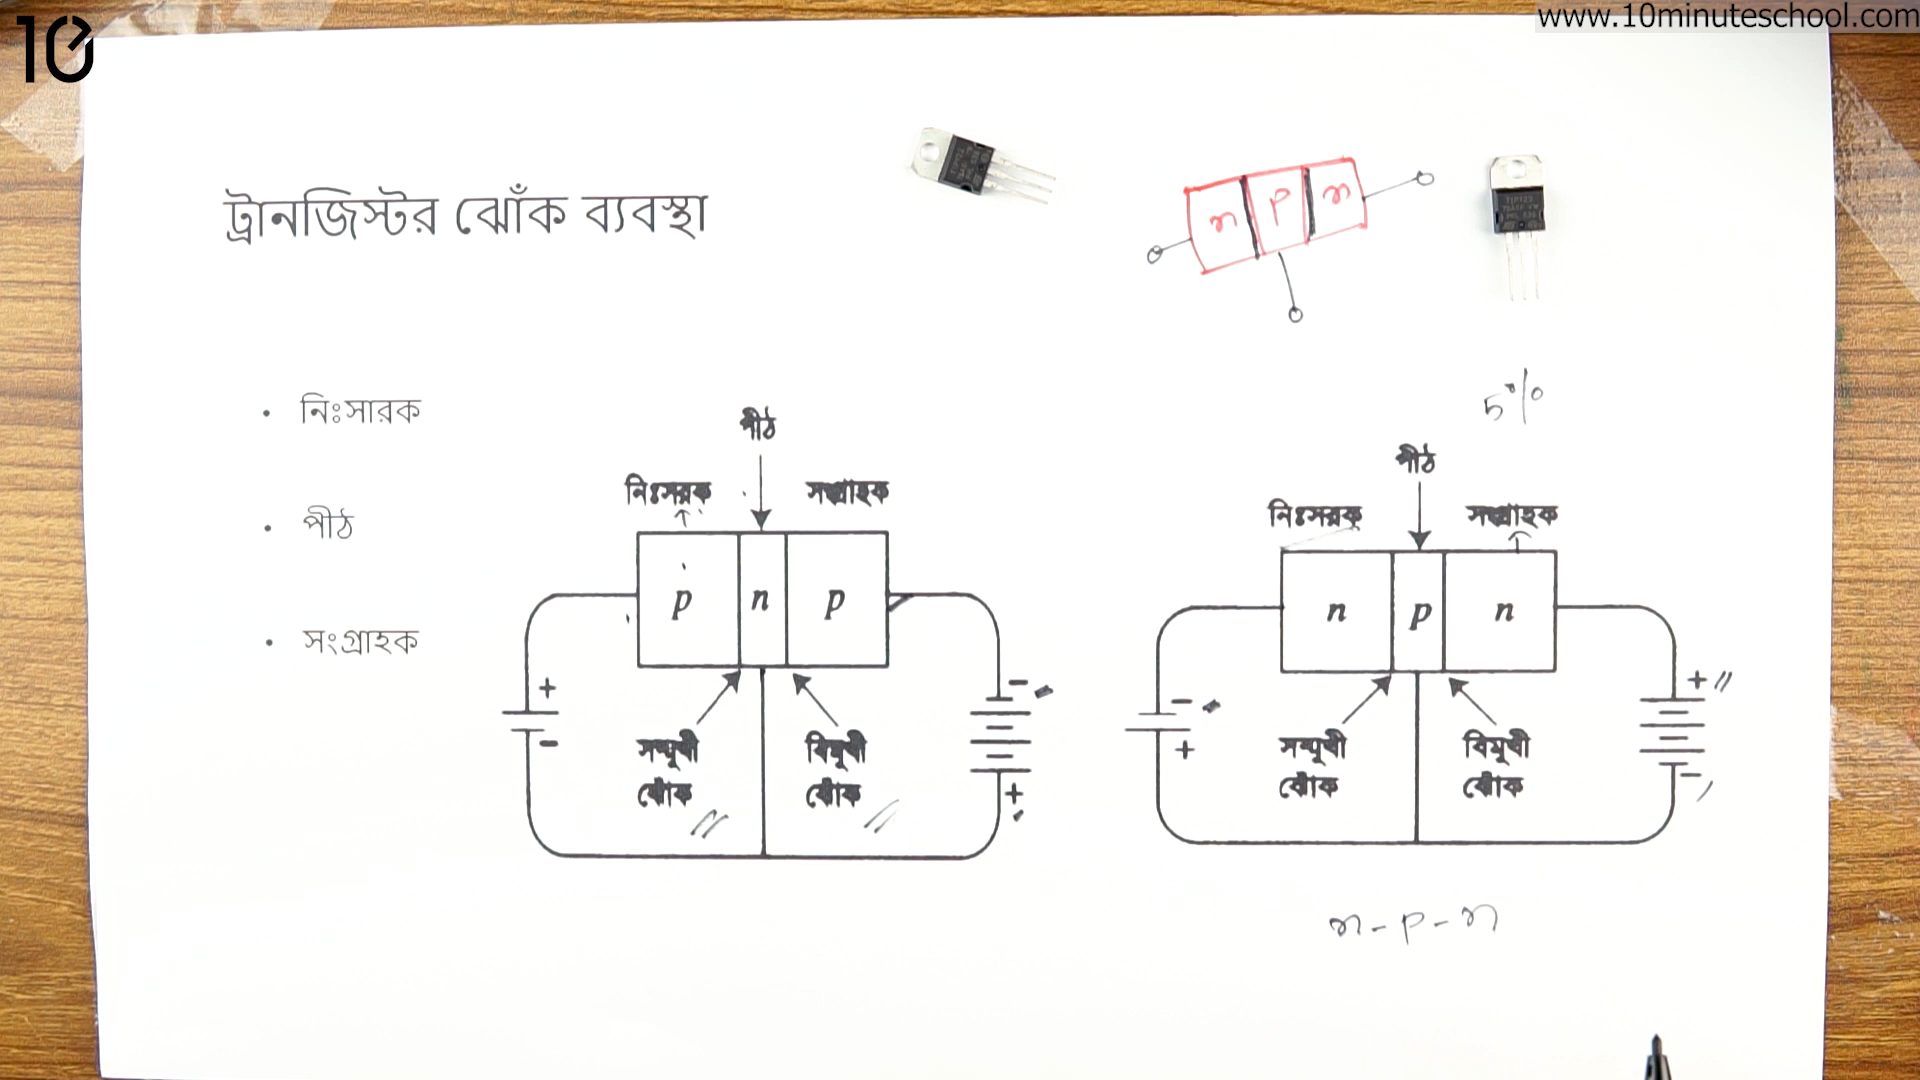 10
www.10minuteschool.com
ট্রানজিস্টর ঝোঁক ব্যবস্থা
n p n
• নিঃসারক
• পীঠ
• সংগ্রাহক
5%
পীঠ
নিঃসরক সংগ্রাহক
p n p
+ -
- +
সম্মুখী ঝোঁক
বিমুখী ঝোঁক
পীঠ
নিঃসরক সংগ্রাহক
n p n
- +
+ -
সম্মুখী ঝোঁক
বিমুখী ঝোঁক
n - p - n